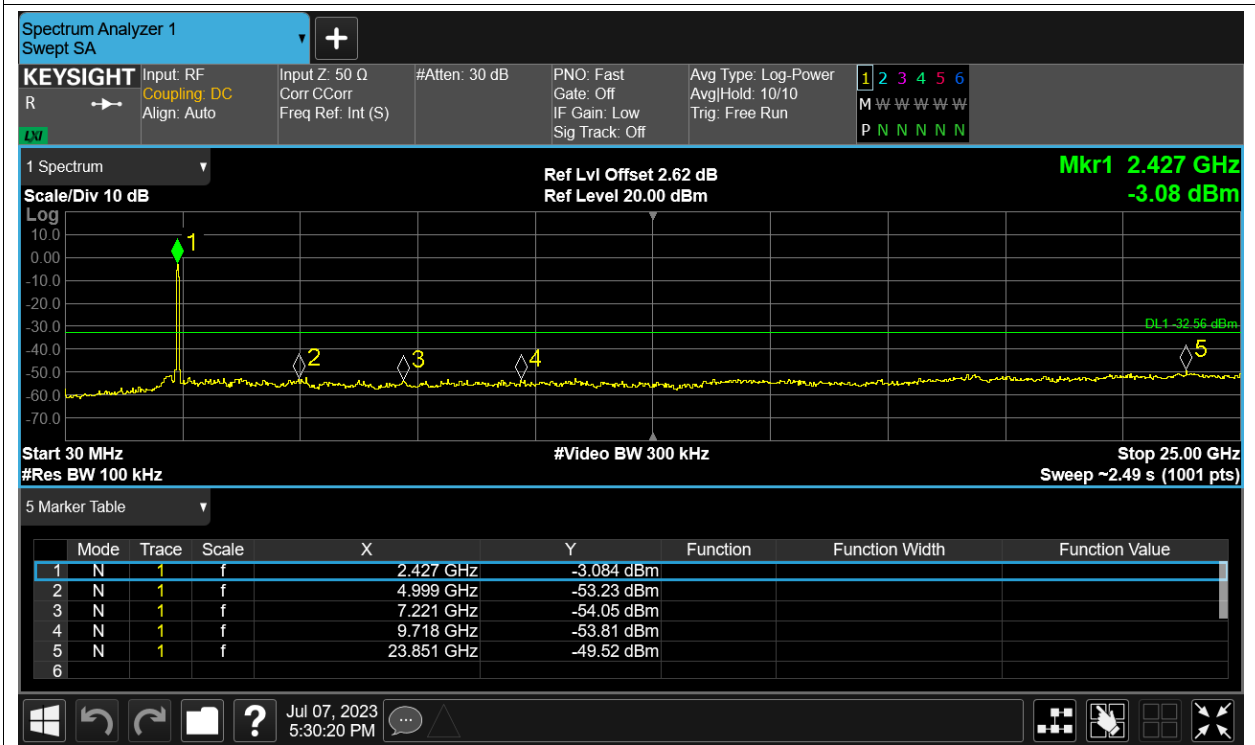 Spectrum Analyzer 1
Swept SA
KEYSIGHT Input: RF Input Z: 50 Ω #Atten: 30 dB PNO: Fast Avg Type: Log-Power 1 2 3 4 5 6
R Coupling: DC Corr CCorr Gate: Off Avg|Hold: 10/10 M W W W W W
Align: Auto Freq Ref: Int (S) IF Gain: Low Trig: Free Run
LXI Sig Track: Off P N N N N N
1 Spectrum Ref Lvl Offset 2.62 dB Mkr1 2.427 GHz
Scale/Div 10 dB Ref Level 20.00 dBm -3.08 dBm
Log
10.0 1
0.00
-10.0
-20.0
-30.0 DL1 -32.56 dBm
-40.0 2 3 4 5
-50.0
-60.0
-70.0
Start 30 MHz #Video BW 300 kHz Stop 25.00 GHz
#Res BW 100 kHz Sweep ~2.49 s (1001 pts)
5 Marker Table
Mode Trace Scale X Y Function Function Width Function Value
1 N 1 f 2.427 GHz -3.084 dBm
2 N 1 f 4.999 GHz -53.23 dBm
3 N 1 f 7.221 GHz -54.05 dBm
4 N 1 f 9.718 GHz -53.81 dBm
5 N 1 f 23.851 GHz -49.52 dBm
6
? Jul 07, 2023
5:30:20 PM